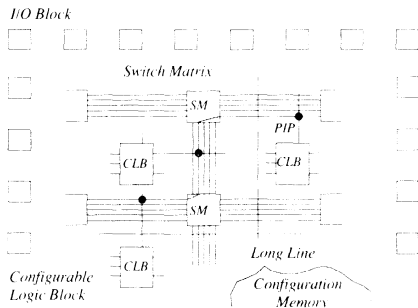 I/O Block
Switch Matrix
SM
PIP
CLB
CLB
SM
Long Line
CLB
Configurable
Logic Block
Configuration
Memory